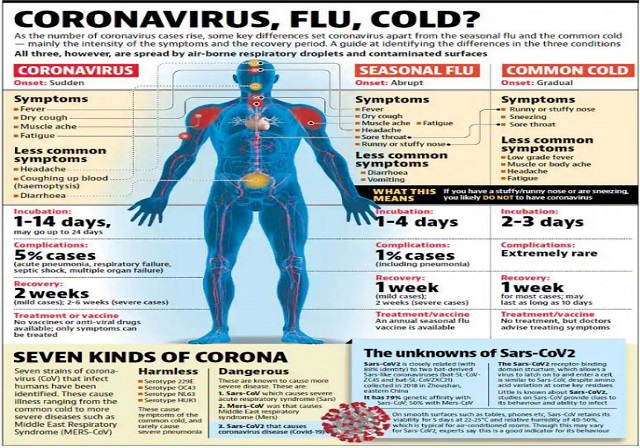 CORONAVIRUS, FLU, COLD?
As the number of coronavirus cases rise, some key differences set coronavirus apart from the seasonal flu and the common cold
— mainly the intensity of the symptoms and the recovery period. A guide at identifying the differences in the three conditions
All three, however, are spread by air-borne respiratory droplets and contaminated surfaces
CORONAVIRUS
Onset: Sudden
Symptoms
Fever
Dry cough
Muscle ache
Fatigue
Less common
symptoms
Headache
Coughing up blood
(haemoptysis)
Diarrhoea
Incubation:
1-14 days,
may go up to 24 days
Complications:
5% cases
(acute pneumonia, respiratory failure,
septic shock, multiple organ failure)
Recovery:
2 weeks
(mild cases); 2-6 weeks (severe cases)
Treatment or vaccine
No vaccines or anti-viral drugs
available; only symptoms can
be treated
SEASONAL FLU
Onset: Abrupt
Symptoms
Fever
Dry cough
Muscle ache Fatigue
Headache
Sore throat
Runny or stuffy nose
Less common
symptoms
Diarrhoea
Vomiting
COMMON COLD
Onset: Gradual
Symptoms
Runny or stuffy nose
Sneezing
Sore throat
Less common
symptoms
Low grade fever
Muscle or body ache
Headache
Fatigue
WHAT THIS
MEANS
If you have a stuffy/runny nose or are sneezing,
you likely DO NOT to have coronavirus
Incubation:
1-4 days
Complications:
1% cases
(including pneumonia)
Recovery:
1 week
(mild cases);
2 weeks (severe cases)
Treatment/vaccine
An annual seasonal flu
vaccine is available
Incubation:
2-3 days
Complications:
Extremely rare
Recovery:
1 week
for most cases; may
last as long as 10 days
Treatment/vaccine
No treatment, but doctors
advise treating symptoms
SEVEN KINDS OF CORONA
Seven strains of corona-
virus (CoV) that infect
humans have been
identified. These cause
illness ranging from the
common cold to more
severe diseases such as
Middle East Respiratory
Syndrome (MERS-CoV)
Harmless
Serotype 229E
Serotype OC43
Serotype NL63
Serotype HUK1
These cause
symptoms of the
common cold, and
rarely cause
severe pneumonia
Dangerous
These are known to cause more
severe disease. These are:
1. Sars-CoV which causes severe
acute respiratory syndrome (Sars)
2. Mers-CoV was that causes
Middle East respiratory
syndrome (Mers)
3. Sars-CoV2 that causes
coronavirus disease (Covid-19)
The unknowns of Sars-CoV2
Sars-CoV2 is closely related (with
88% identity) to two bat-derived
Sars-like coronaviruses (bat-SL-CoV-
ZC45 and bat-SL-CoVZXC21)
collected in 2018 in Zhoushan,
eastern China
It has 79% genetic affinity with
Sars-CoV, 50% with Mers-CoV
The Sars-CoV2 receptor-binding
domain structure, which allows a
virus to latch on to and enter a cell,
is similar to Sars-CoV, despite amino
acid variation at some key residues.
Little is known about Sars-CoV2,
studies on Sars-CoV provide clues to
its behaviour and ability to infect
On smooth surfaces such as tables, phones etc, Sars-CoV retains its
viability for 5 days at 22-25°C and relative humidity of 40-50%,
which is typical for air-conditioned rooms. Though this may vary for
Sars-CoV2, experts say this is a good indicator for its behaviour